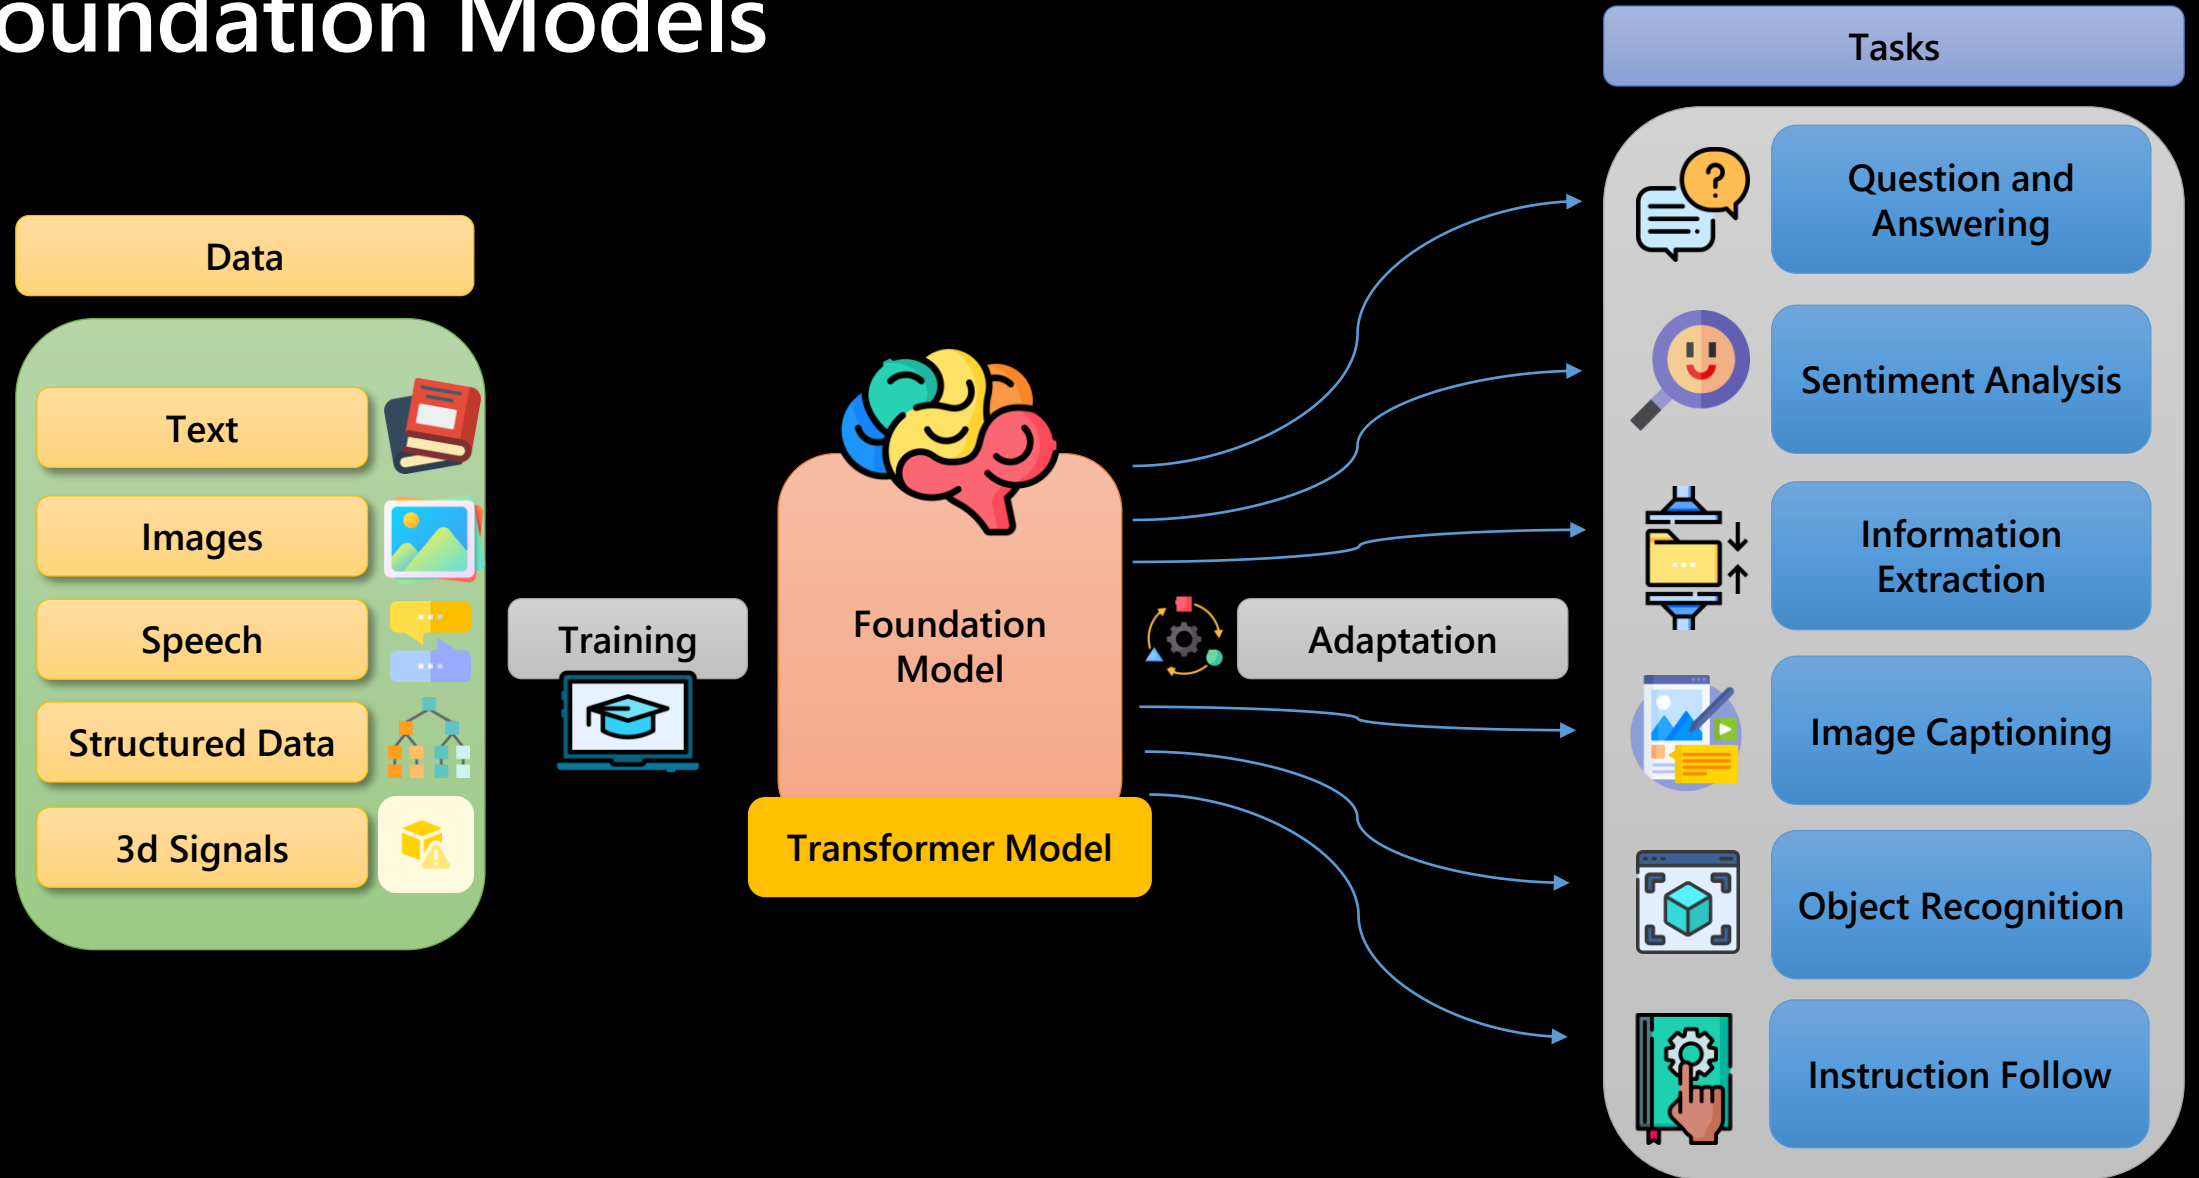 oundation Models
Data
Text
Images
Speech
Structured Data
3d Signals
Training
Foundation
Model
Transformer Model
Adaptation
Tasks
Question and
Answering
Sentiment Analysis
Information
Extraction
Image Captioning
Object Recognition
Instruction Follow